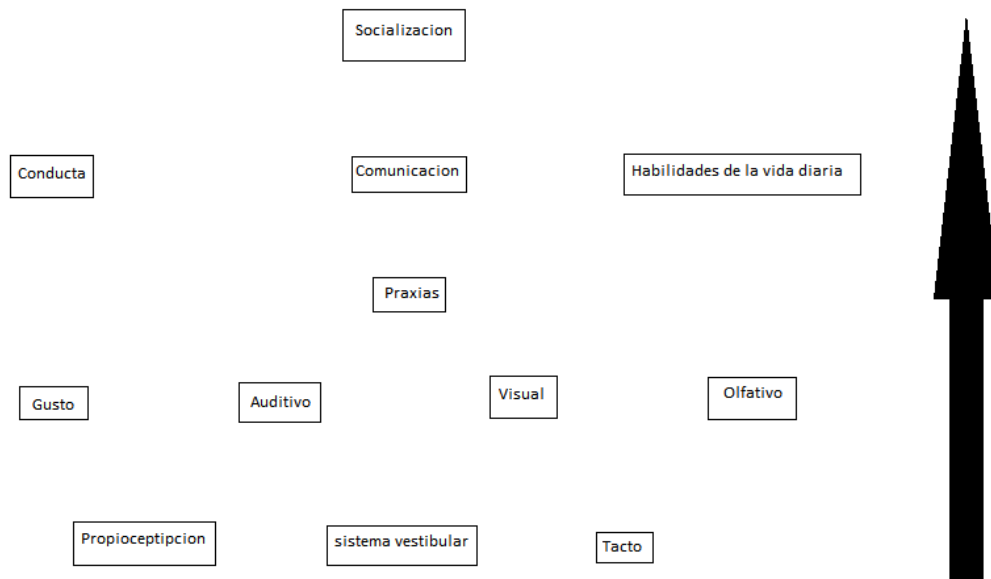 Socializacion
Conducta
Comunicacion
Habilidades de la vida diaria
Praxias
Gusto
Auditivo
Visual
Olfativo
Propioceptipcion
sistema vestibular
Tacto